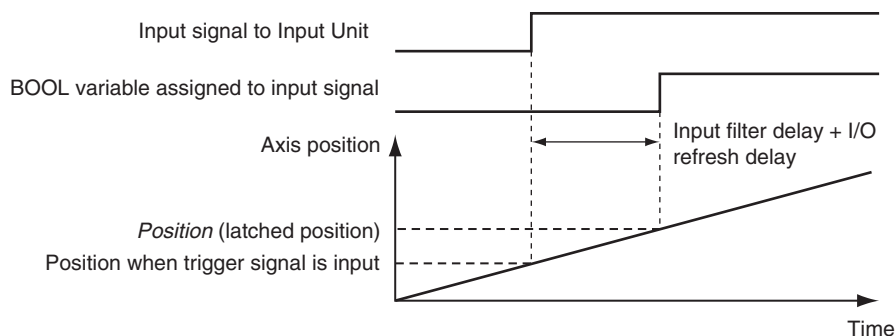 Input signal to Input Unit
BOOL variable assigned to input signal
Input filter delay + I/O
refresh delay
Axis position
Position (latched position)
Position when trigger signal is input
Time